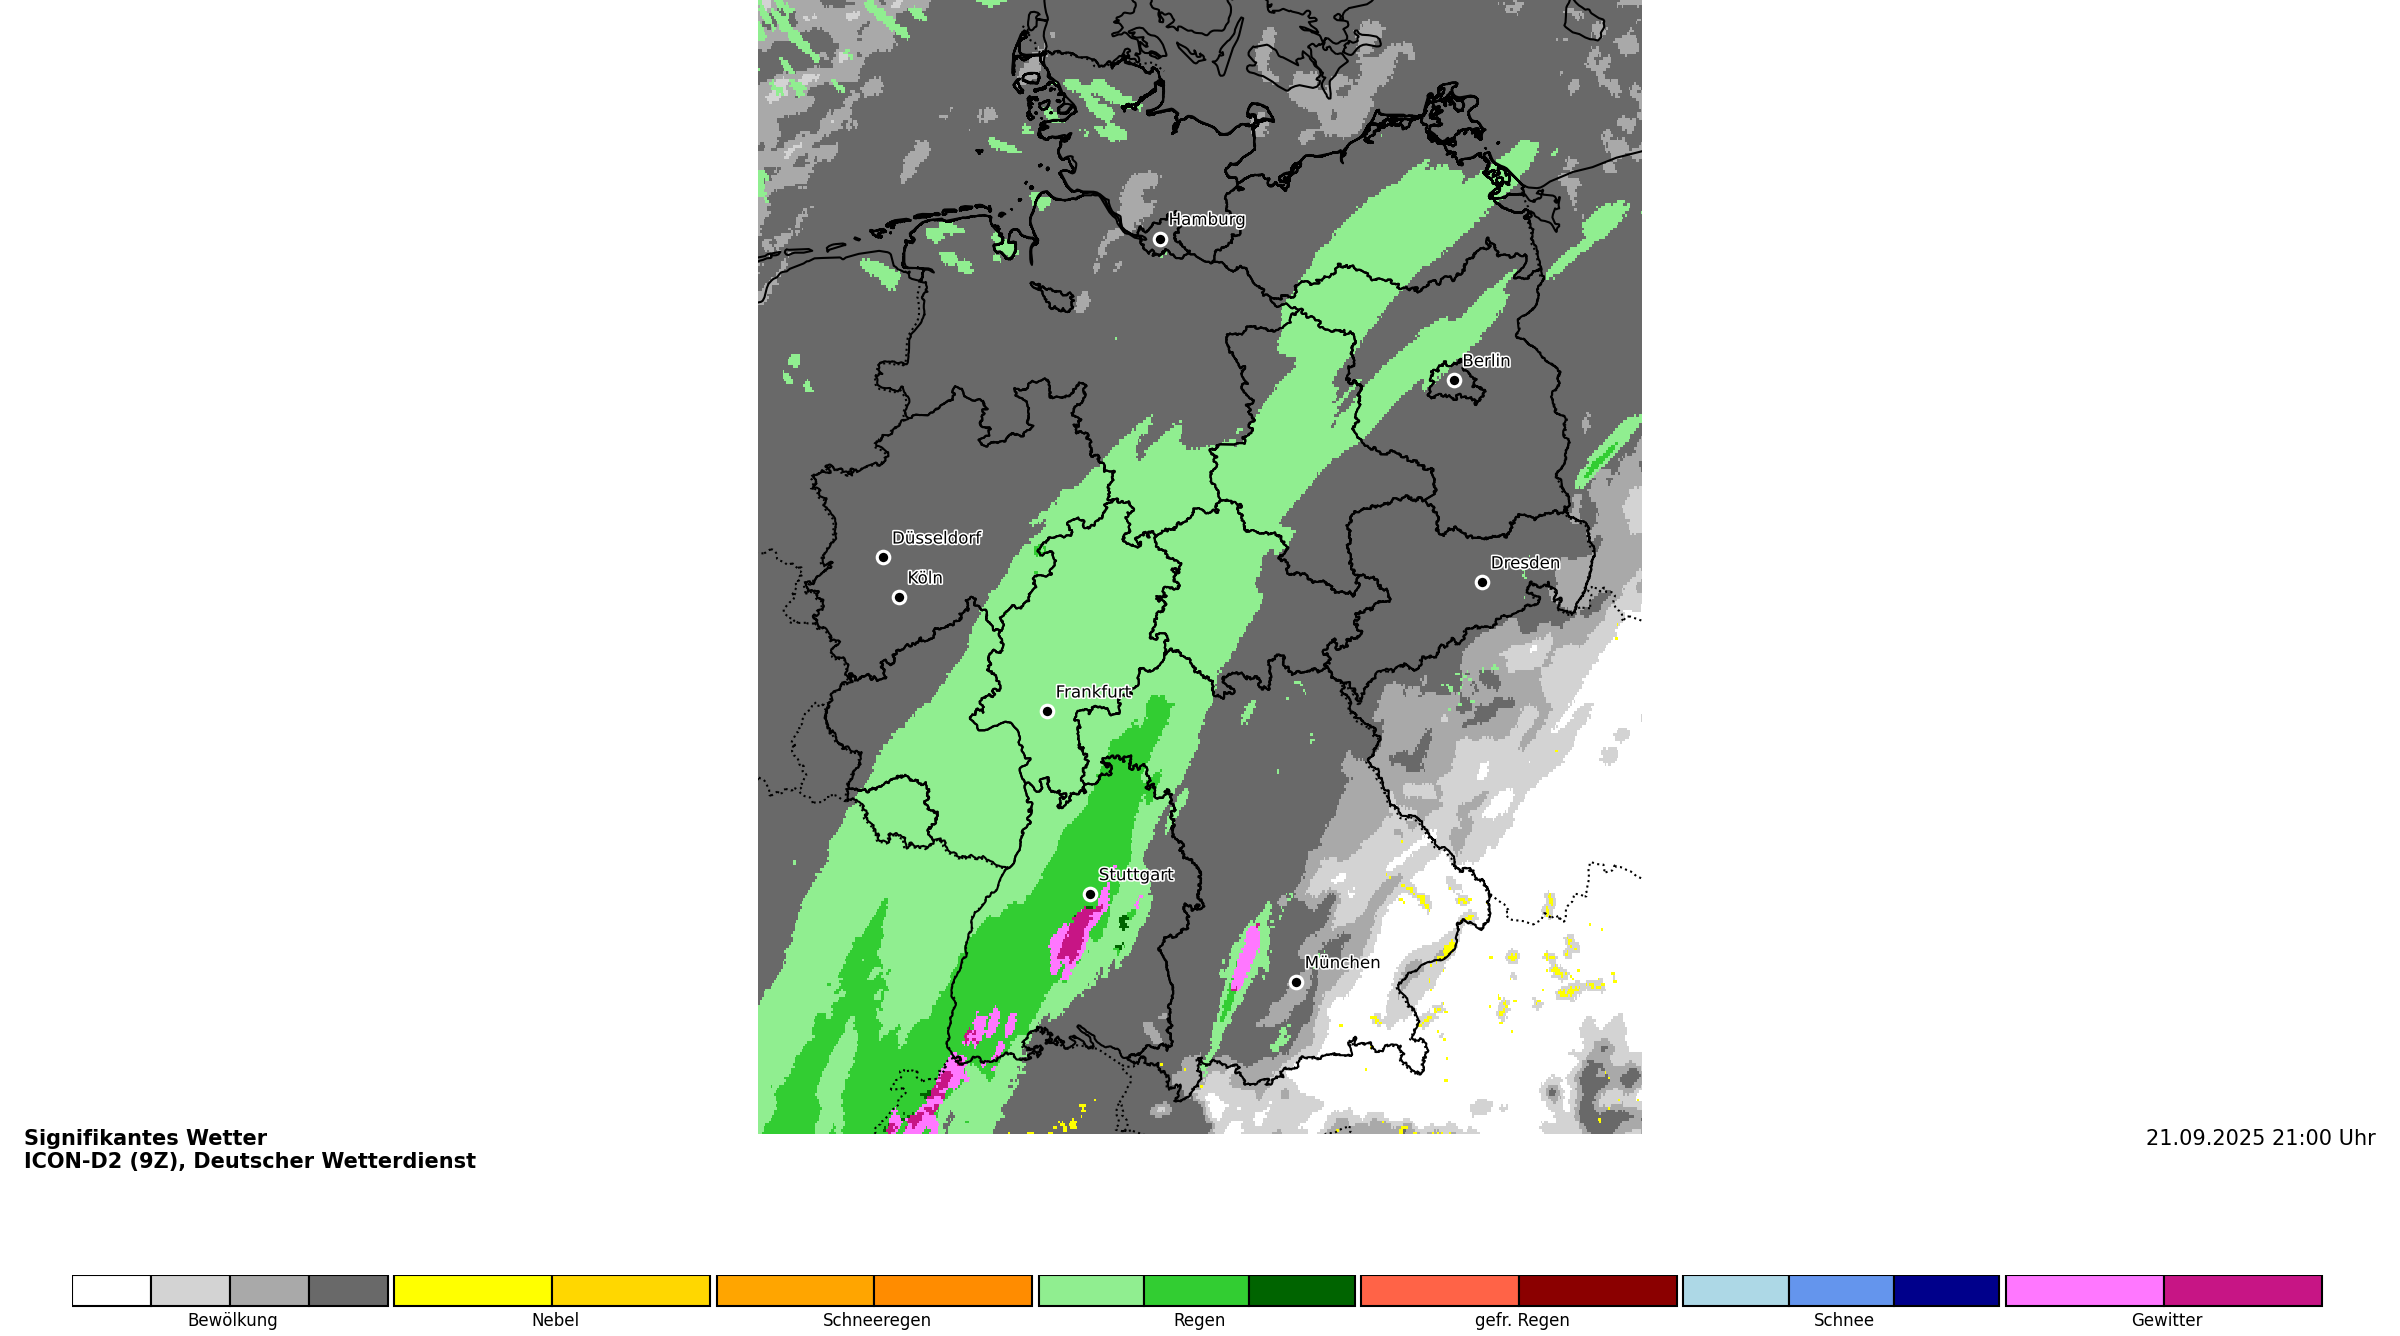 Hamburg
Berlin
Düsseldorf
Köln
Dresden
Frankfurt
Stuttgart
München
Signifikantes Wetter
ICON-D2 (9Z), Deutscher Wetterdienst
21.09.2025 21:00 Uhr
Bewölkung
Nebel
Schneeregen
Regen
gefr. Regen
Schnee
Gewitter